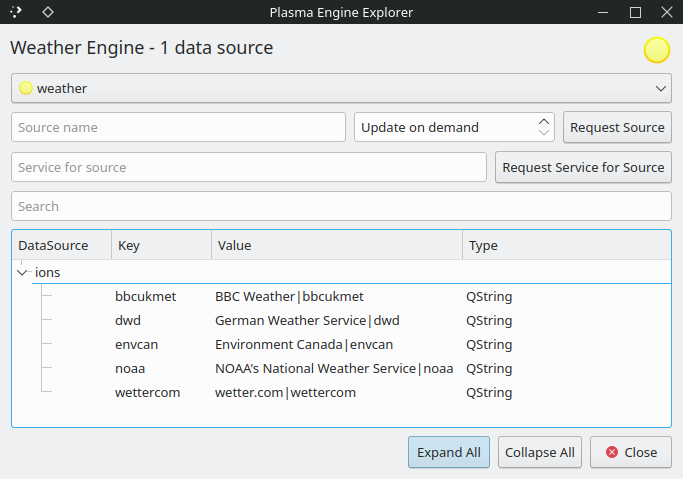 Plasma Engine Explorer
Weather Engine - 1 data source
weather
Source name Update on demand Request Source
Service for source Request Service for Source
Search
DataSource Key Value Type
ions
bbcukmet BBC Weather|bbcukmet QString
dwd German Weather Service|dwd QString
envcan Environment Canada|envcan QString
noaa NOAA's National Weather Service|noaa QString
wettercom wetter.com|wettercom QString
Expand All Collapse All Close